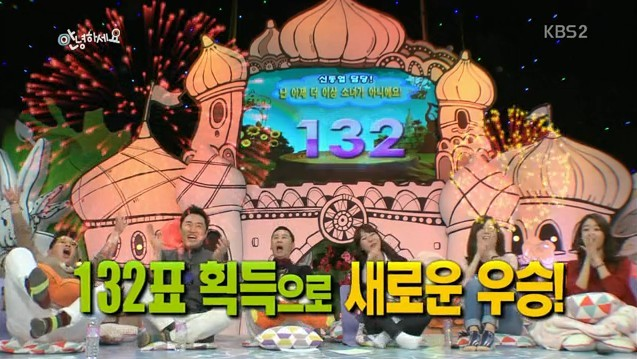 안녕하세요
KBS2
신동엽 담당!
난 이제 더 이상 소녀가 아니에요
132
132표 획득으로 새로운 우승!